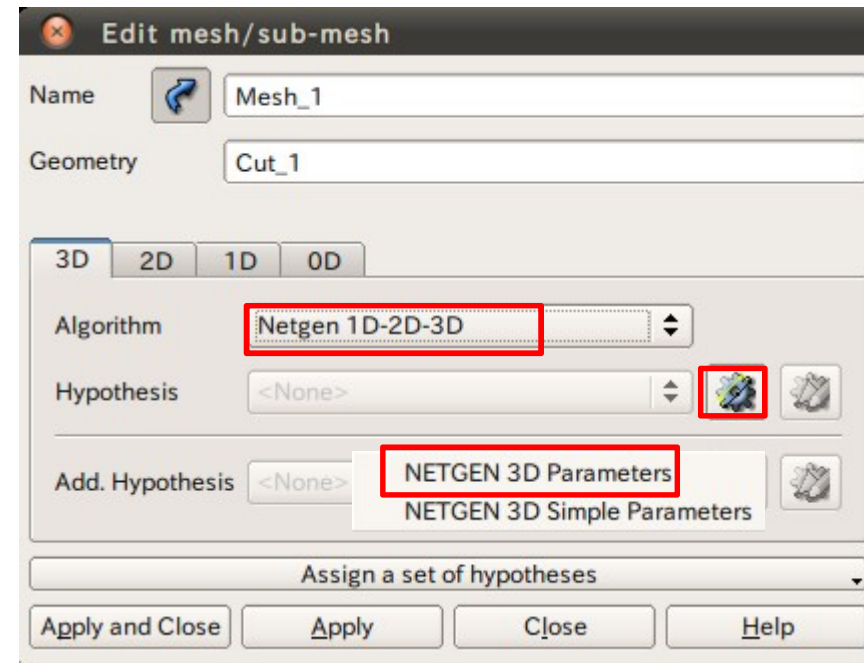 Edit mesh/sub-mesh
Name Mesh_1
Geometry Cut_1
3D 2D 1D 0D
Algorithm Netgen 1D-2D-3D
Hypothesis <None>
Add. Hypothesis <None>
NETGEN 3D Parameters
NETGEN 3D Simple Parameters
Assign a set of hypotheses
Apply and Close Apply Close Help